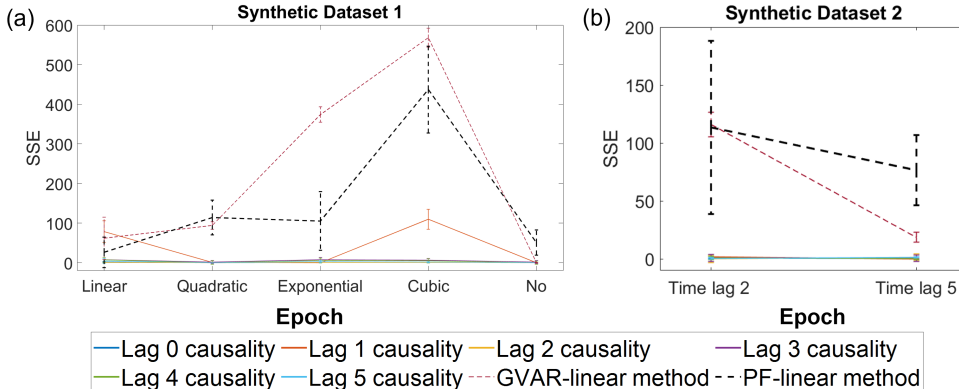 (a)
Synthetic Dataset 1
SSE
600
500
400
300
200
100
0
Linear Quadratic Exponential Cubic No
Epoch
(b)
Synthetic Dataset 2
SSE
200
150
100
50
0
Time lag 2 Time lag 5
Epoch
Lag 0 causality Lag 1 causality Lag 2 causality Lag 3 causality
Lag 4 causality Lag 5 causality GVAR-linear method PF-linear method